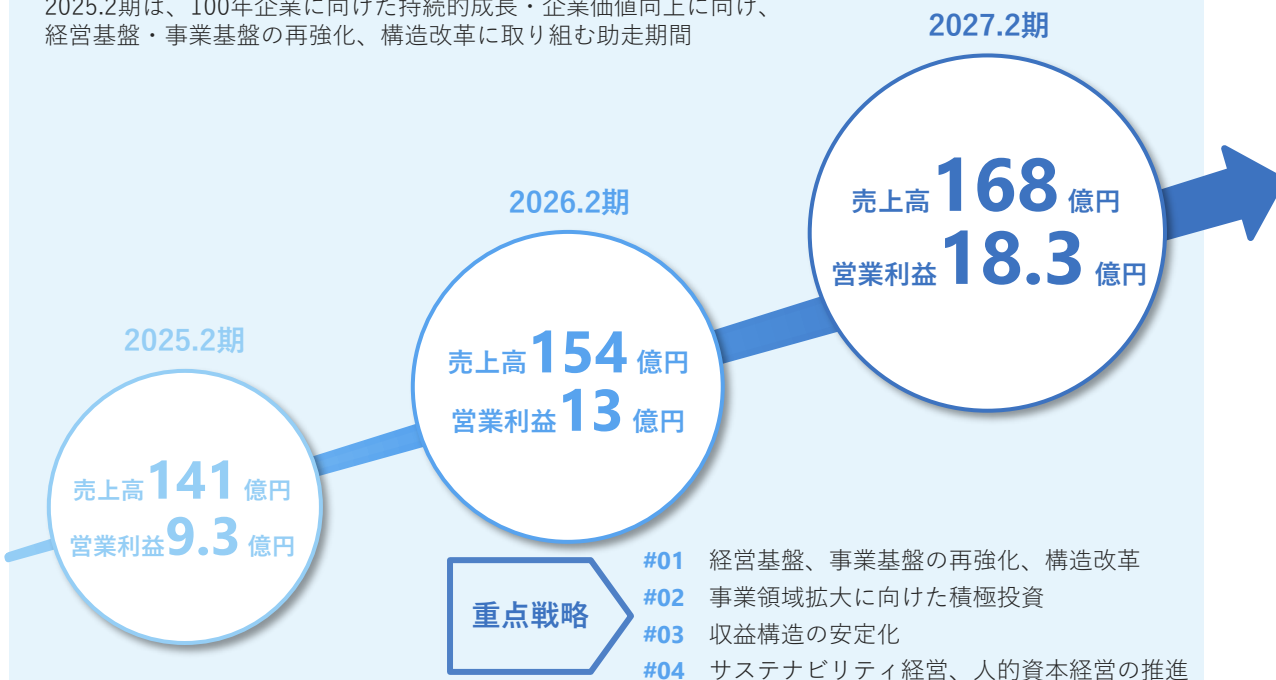 2025.2期は、100年企業に向けた持続的成長・企業価値向上に向け、
経営基盤・事業基盤の再強化、構造改革に取り組む助走期間
2027.2期
売上高168億円
営業利益18.3億円
2026.2期
売上高154億円
営業利益13億円
2025.2期
売上高141億円
営業利益9.3億円
重点戦略
#01 経営基盤、事業基盤の再強化、構造改革
#02 事業領域拡大に向けた積極投資
#03 収益構造の安定化
#04 サステナビリティ経営、人的資本経営の推進